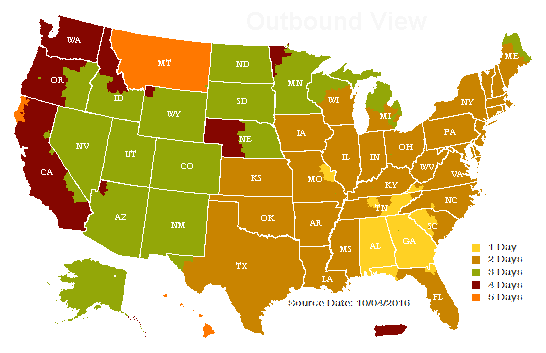 Outbound View
WA
MT
ND
MN
ME
OR
ID
SD
WI
MI
NY
WY
NE
IA
PA
NV
UT
CO
IL
IN
OH
WV
VA
CA
KS
MO
KY
NC
AZ
NM
OK
AR
TN
SC
MS
AL
GA
TX
LA
FL
1 Day
2 Days
3 Days
4 Days
5 Days
Source Date: 10/04/2016